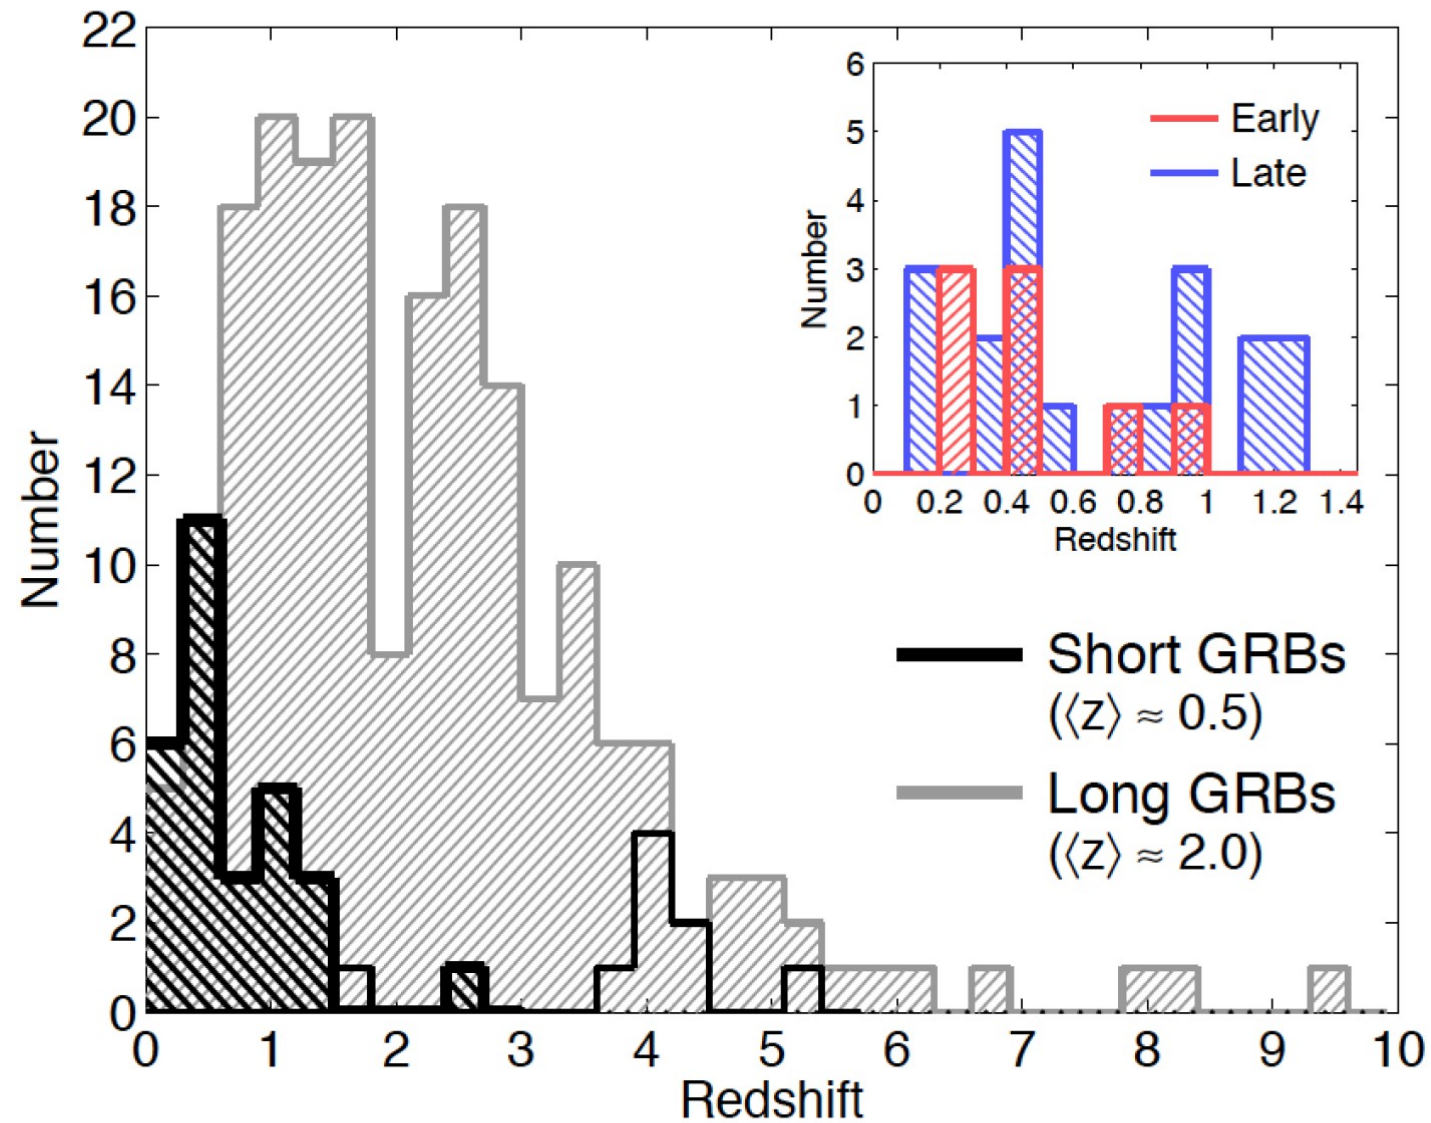 22
20
18
16
14
12
10
8
6
4
2
0
Number
0 1 2 3 4 5 6 7 8 9 10
Redshift
6
5
4
3
2
1
0
Number
0 0.2 0.4 0.6 0.8 1 1.2 1.4
Redshift
Early
Late
Short GRBs
(⟨z⟩ ≈ 0.5)
Long GRBs
(⟨z⟩ ≈ 2.0)